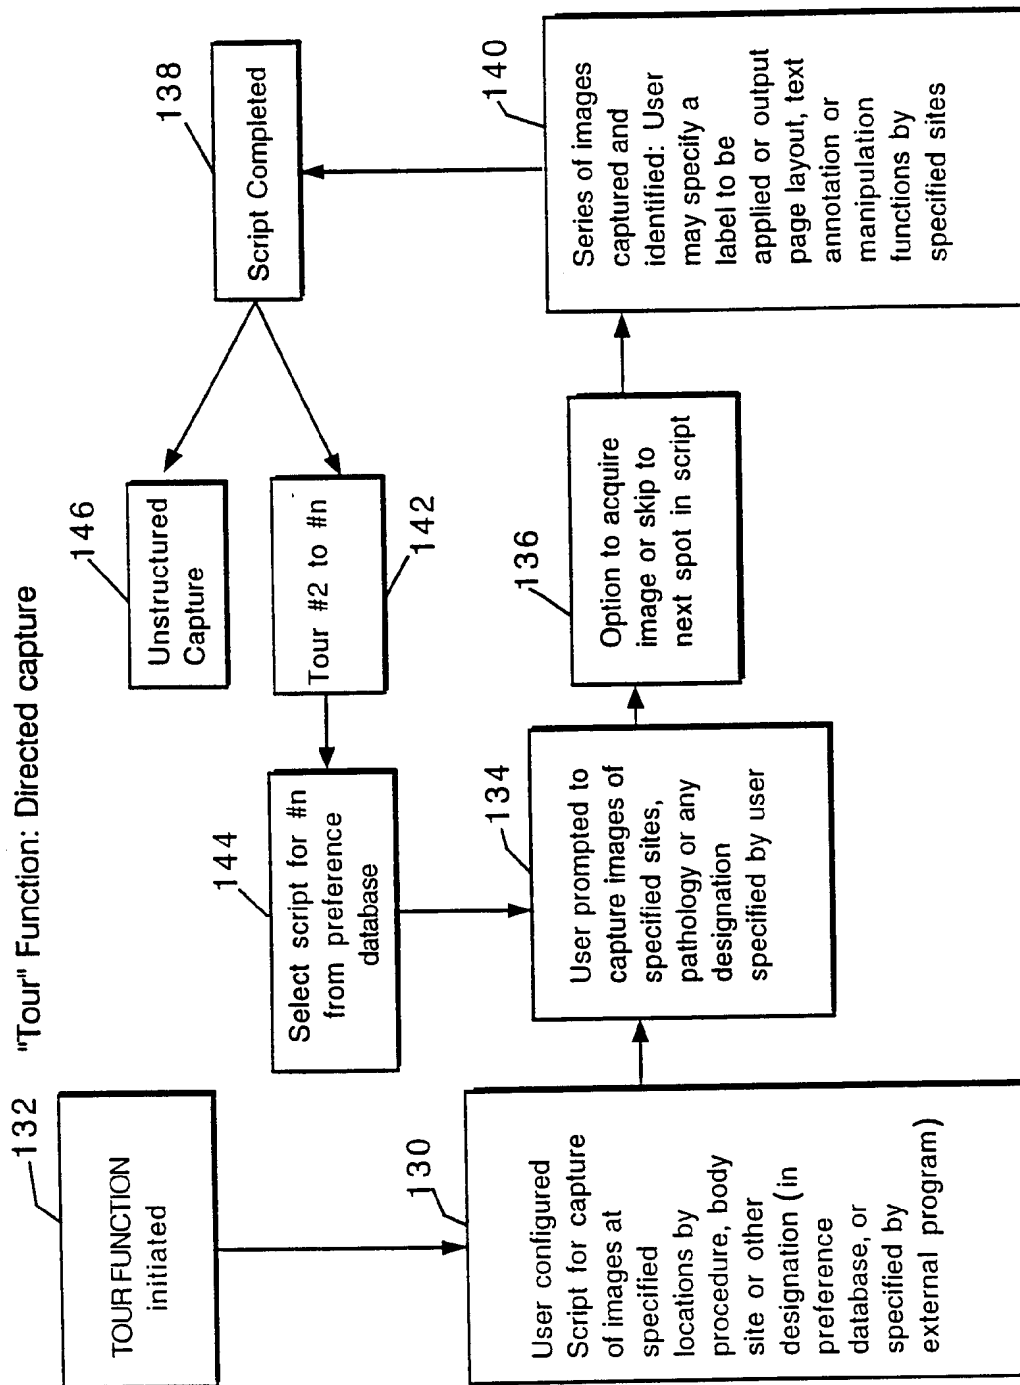 "Tour" Function: Directed capture
132
TOUR FUNCTION
initiated
130
User configured
Script for capture
of images at
specified
locations by
procedure, body
site or other
designation (in
preference
database, or
specified by
external program)
144
Select script for #n
from preference
database
134
User prompted to
capture images of
specified sites,
pathology or any
designation
specified by user
146
Unstructured
Capture
Tour #2 to #n
142
136
Option to acquire
image or skip to
next spot in script
138
Script Completed
140
Series of images
captured and
identified: User
may specify a
label to be
applied or output
page layout, text
annotation or
manipulation
functions by
specified sites